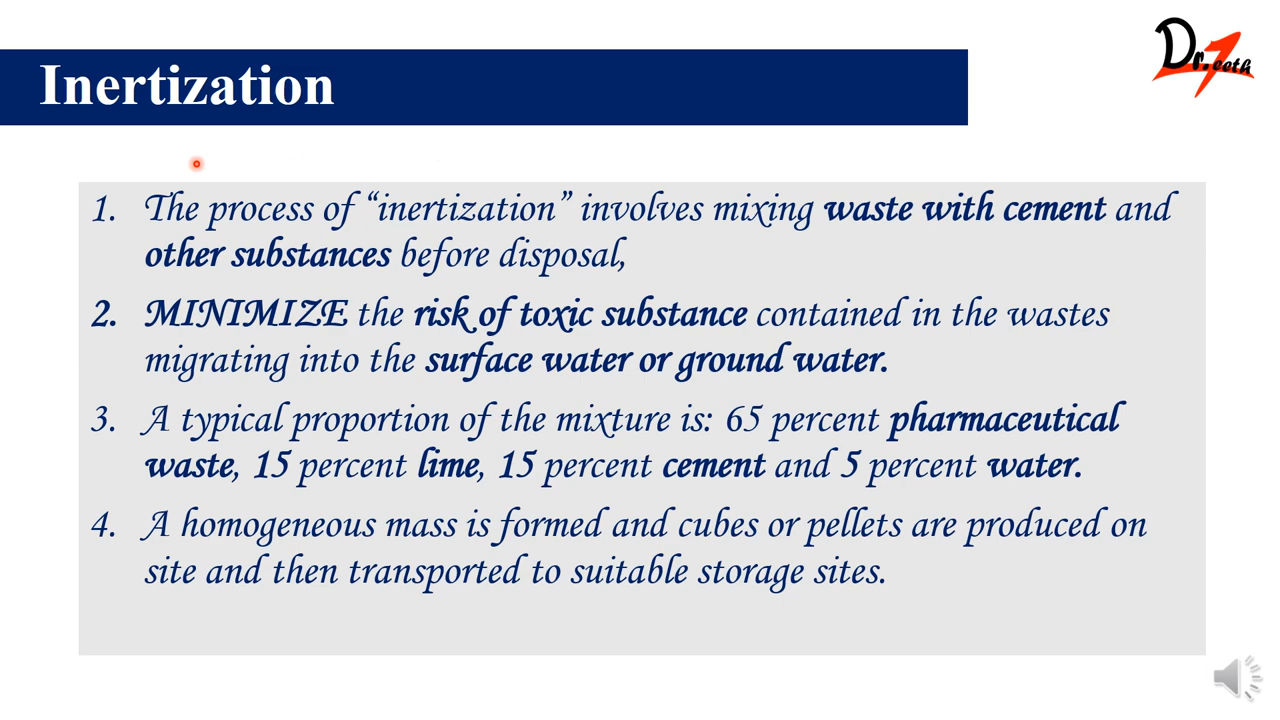 Inertization
Dr. Teeth
1. The process of “inertization” involves mixing waste with cement and
other substances before disposal,
2. MINIMIZE the risk of toxic substance contained in the wastes
migrating into the surface water or ground water.
3. A typical proportion of the mixture is: 65 percent pharmaceutical
waste, 15 percent lime, 15 percent cement and 5 percent water.
4. A homogeneous mass is formed and cubes or pellets are produced on
site and then transported to suitable storage sites.